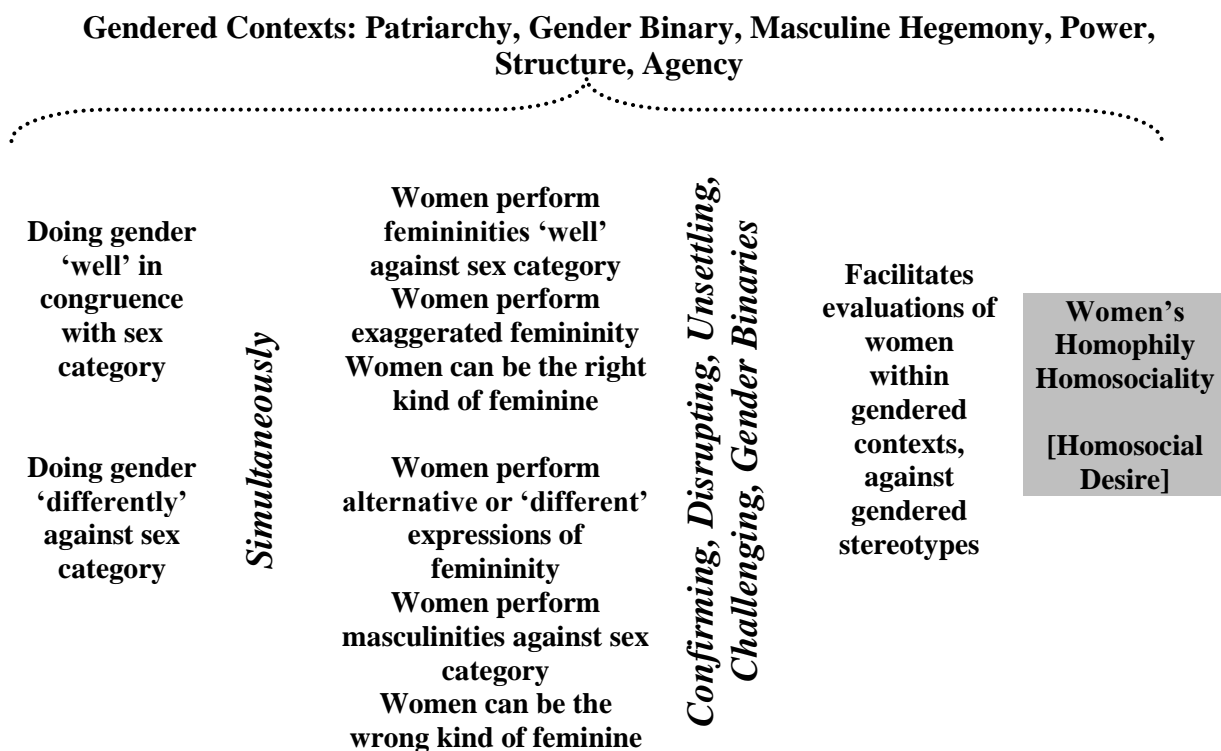 Gendered Contexts: Patriarchy, Gender Binary, Masculine Hegemony, Power,
Structure, Agency
Doing gender
‘well’ in
congruence
with sex
category
Doing gender
‘differently’
against sex
category
Simultaneously
Women perform
femininities ‘well’
against sex category
Women perform
exaggerated femininity
Women can be the right
kind of feminine
Women perform
alternative or ‘different’
expressions of
femininity
Women perform
masculinities against sex
category
Women can be the
wrong kind of feminine
Confirming, Disrupting, Unsettling,
Challenging, Gender Binaries
Facilitates
evaluations of
women
within
gendered
contexts,
against
gendered
stereotypes
Women’s
Homophily
Homosociality
[Homosocial
Desire]